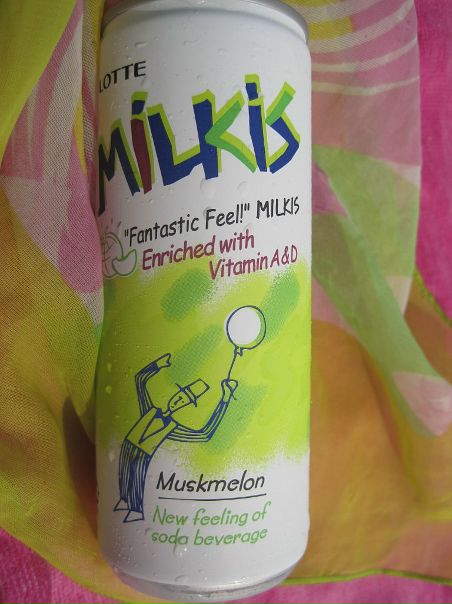 LOTTE
MiLKiS
"Fantastic Feel!" MILKIS
Enriched with
Vitamin A&D
Muskmelon
New feeling of
soda beverage